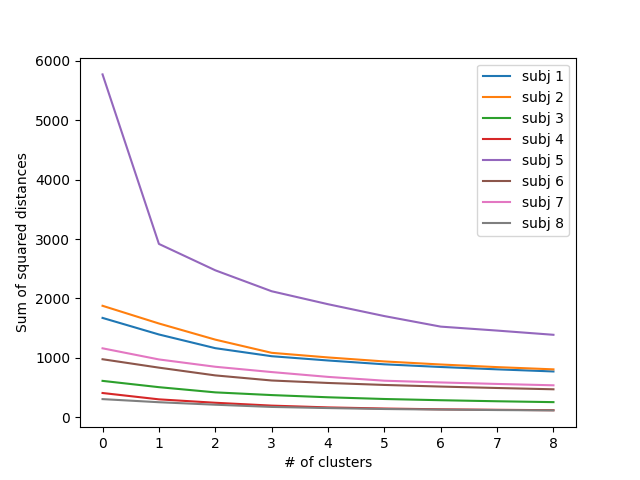 6000
5000
4000
3000
2000
1000
0
Sum of squared distances
0 1 2 3 4 5 6 7 8
# of clusters
subj 1
subj 2
subj 3
subj 4
subj 5
subj 6
subj 7
subj 8